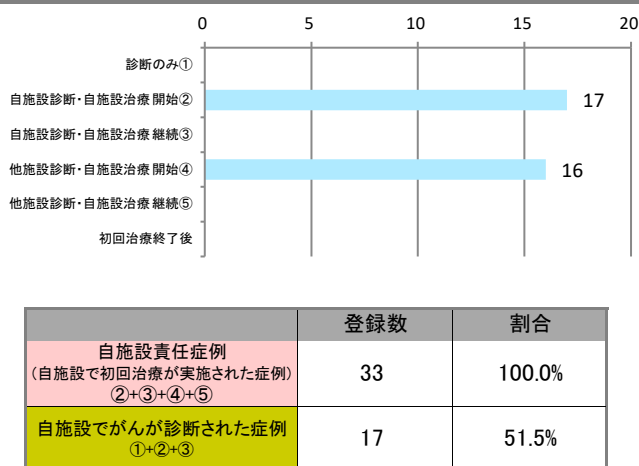 0 5 10 15 20
診断のみ①
自施設診断・自施設治療 開始② 17
自施設診断・自施設治療 継続③
他施設診断・自施設治療 開始④ 16
他施設診断・自施設治療 継続⑤
初回治療終了後
登録数 割合
自施設責任症例
(自施設で初回治療が実施された症例) 33 100.0%
②+③+④+⑤
自施設でがんが診断された症例 17 51.5%
①+②+③